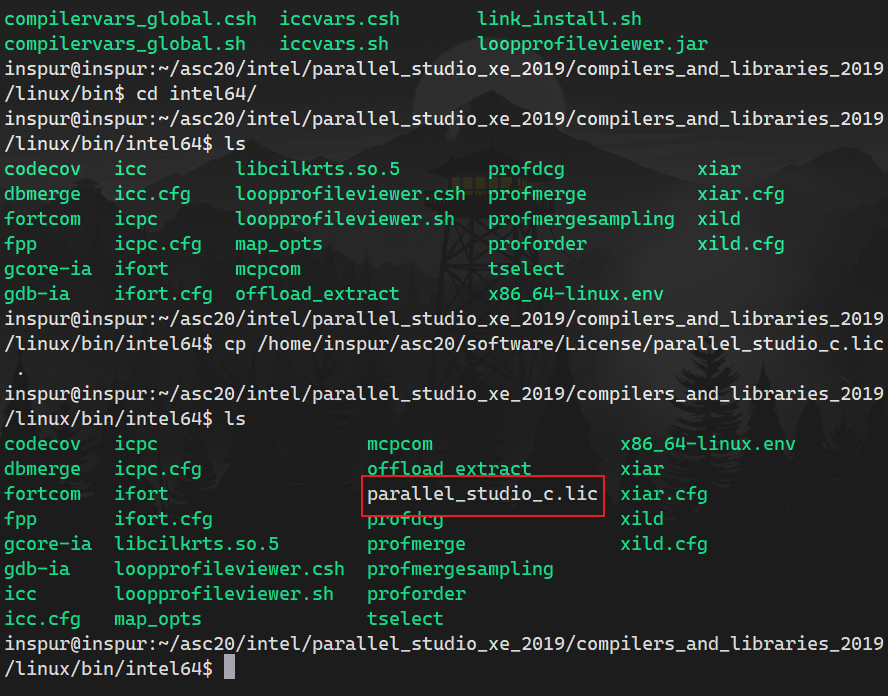 compilervars_global.csh  iccvars.csh       link_install.sh
compilervars_global.sh   iccvars.sh        loopprofileviewer.jar
inspur@inspur:~/asc20/intel/parallel_studio_xe_2019/compilers_and_libraries_2019
/linux/bin$ cd intel64/
inspur@inspur:~/asc20/intel/parallel_studio_xe_2019/compilers_and_libraries_2019
/linux/bin/intel64$ ls
codecov   icc        libcilkrts.so.5        profdcg            xiar
dbmerge   icc.cfg    loopprofileviewer.csh  profmerge          xiar.cfg
fortcom   icpc       loopprofileviewer.sh   profmergesampling  xild
fpp       icpc.cfg   map_opts               proforder          xild.cfg
gcore-ia  ifort      mcpcom                 tselect
gdb-ia    ifort.cfg  offload_extract        x86_64-linux.env
inspur@inspur:~/asc20/intel/parallel_studio_xe_2019/compilers_and_libraries_2019
/linux/bin/intel64$ cp /home/inspur/asc20/software/License/parallel_studio_c.lic
 .
inspur@inspur:~/asc20/intel/parallel_studio_xe_2019/compilers_and_libraries_2019
/linux/bin/intel64$ ls
codecov   icpc                   mcpcom                 x86_64-linux.env
dbmerge   icpc.cfg               offload_extract        xiar
fortcom   ifort                  parallel_studio_c.lic  xiar.cfg
fpp       ifort.cfg              profdcg                xild
gcore-ia  libcilkrts.so.5        profmerge              xild.cfg
gdb-ia    loopprofileviewer.csh  profmergesampling
icc       loopprofileviewer.sh   proforder
icc.cfg   map_opts               tselect
inspur@inspur:~/asc20/intel/parallel_studio_xe_2019/compilers_and_libraries_2019
/linux/bin/intel64$